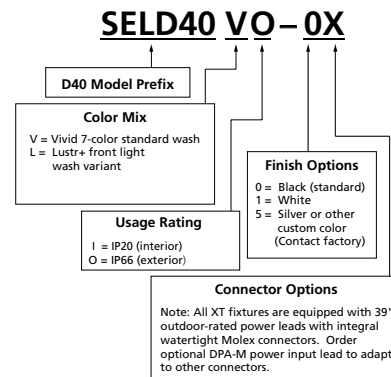 SELD40 VO – 0X
D40 Model Prefix
Color Mix
V = Vivid 7-color standard wash
L = Lustr+ front light
wash variant
Finish Options
0 = Black (standard)
1 = White
5 = Silver or other
custom color
(Contact factory)
Usage Rating
I = IP20 (interior)
O = IP66 (exterior)
Connector Options
Note: All XT fixtures are equipped with 39"
outdoor-rated power leads with integral
watertight Molex connectors. Order
optional DPA-M power input lead to adapt
to other connectors.